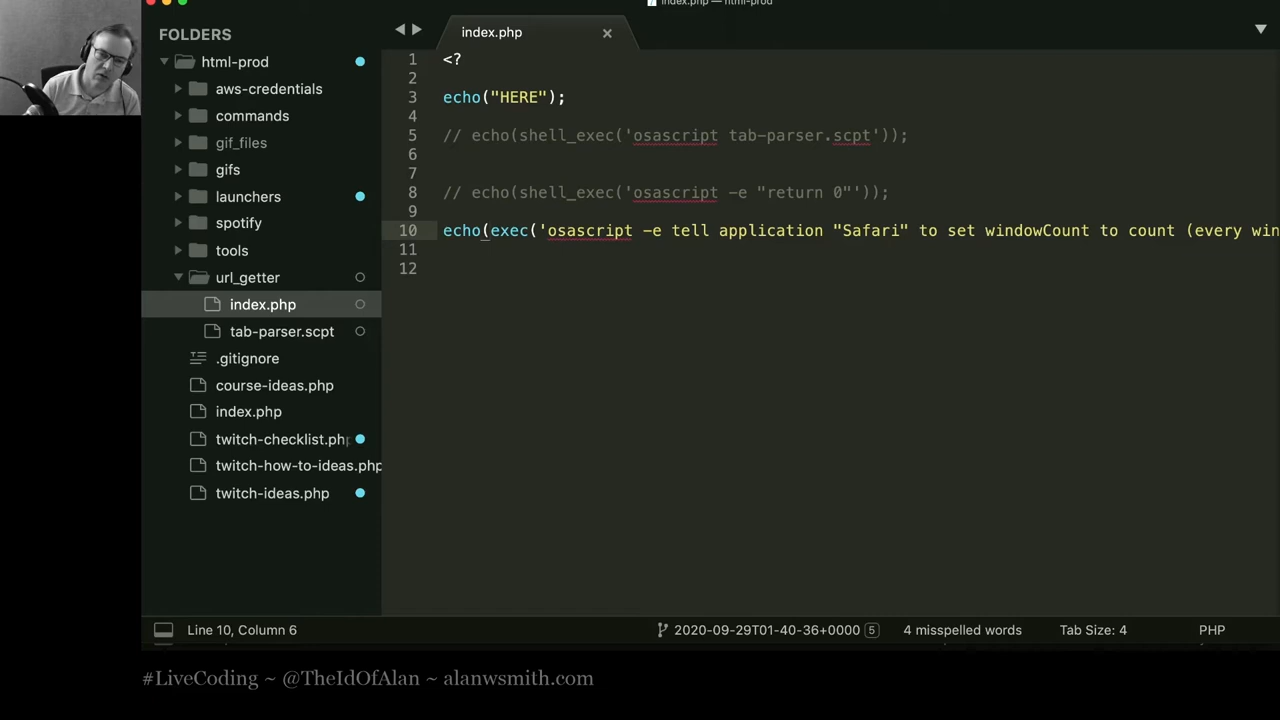 index.php — html-prod
FOLDERS
html-prod
aws-credentials
commands
gif_files
gifs
launchers
spotify
tools
url_getter
index.php
tab-parser.scpt
.gitignore
course-ideas.php
index.php
twitch-checklist.php
twitch-how-to-ideas.php
twitch-ideas.php
index.php
1 <?
2
3 echo("HERE");
4
5 // echo(shell_exec('osascript tab-parser.scpt'));
6
7
8 // echo(shell_exec('osascript -e "return 0"'));
9
10 echo(exec('osascript -e tell application "Safari" to set windowCount to count (every win
11
12
Line 10, Column 6
2020-09-29T01-40-36+0000 5
4 misspelled words
Tab Size: 4
PHP
#LiveCoding ~ @TheIdOfAlan ~ alanwsmith.com